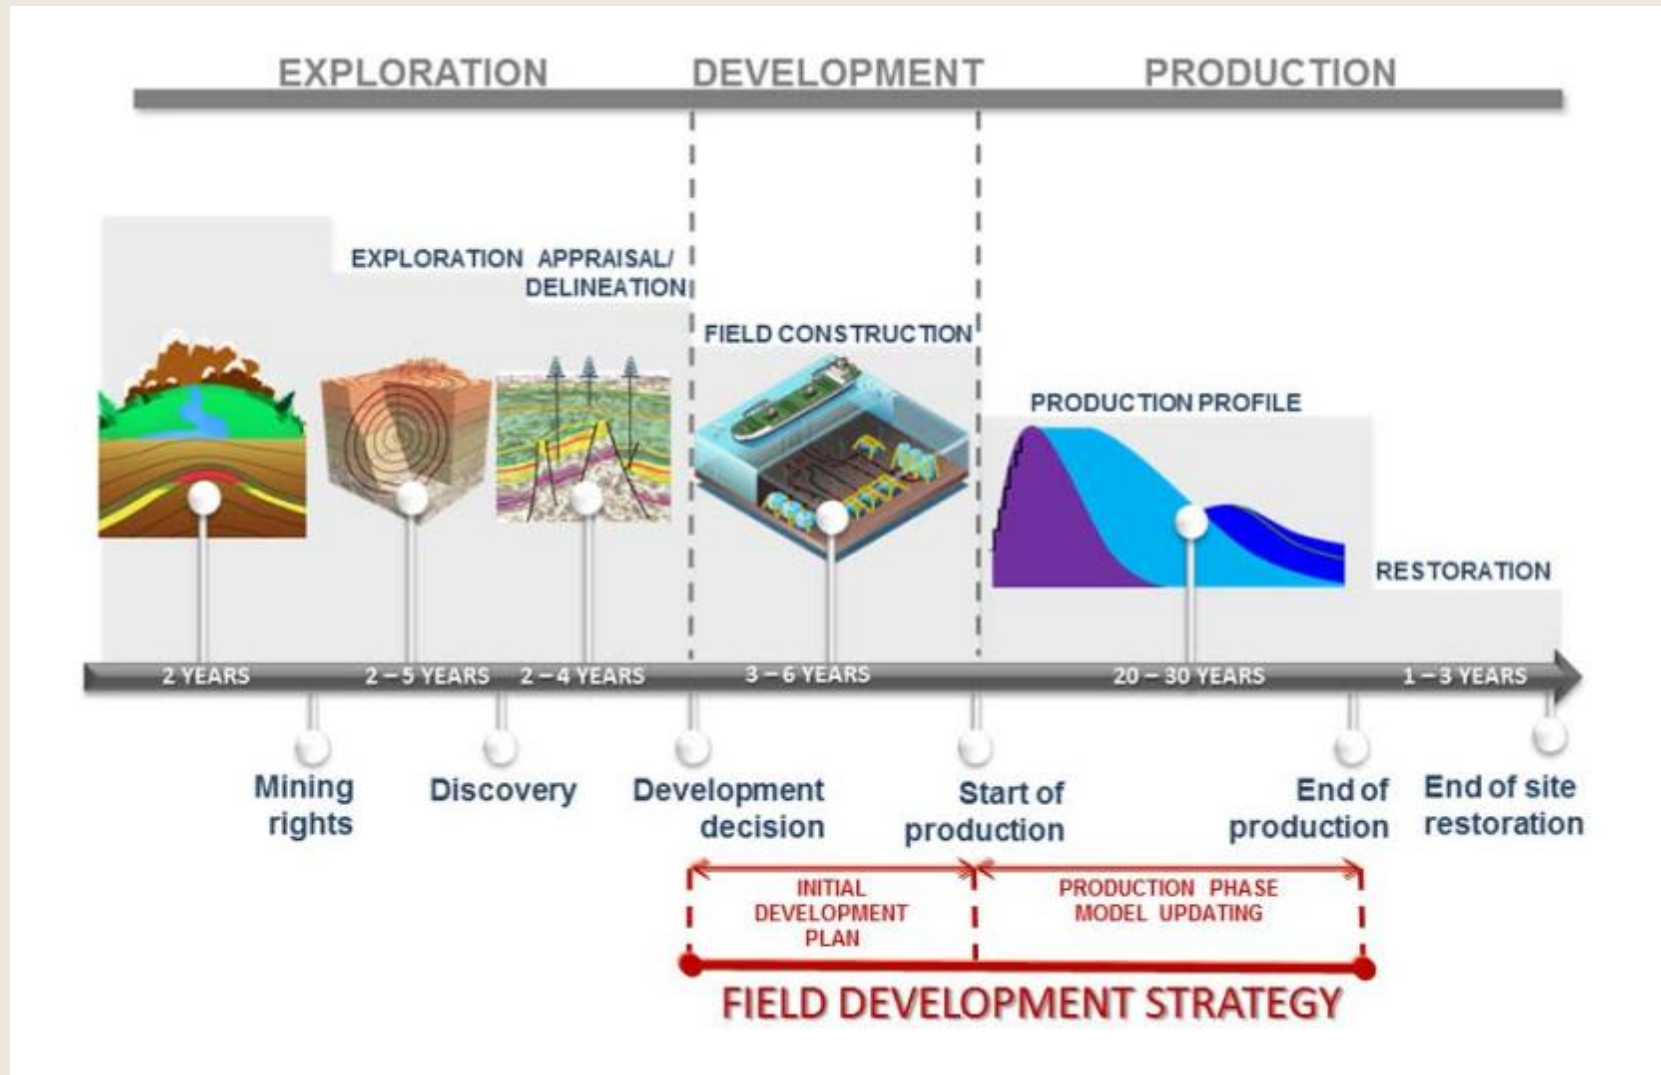 EXPLORATION DEVELOPMENT PRODUCTION
EXPLORATION APPRAISAL/
DELINEATION
FIELD CONSTRUCTION
PRODUCTION PROFILE
RESTORATION
2 YEARS 2 – 5 YEARS 2 – 4 YEARS 3 – 6 YEARS 20 – 30 YEARS 1 – 3 YEARS
Mining
rights
Discovery
Development
decision
Start of
production
End of
production
End of site
restoration
INITIAL
DEVELOPMENT
PLAN
PRODUCTION PHASE
MODEL UPDATING
FIELD DEVELOPMENT STRATEGY